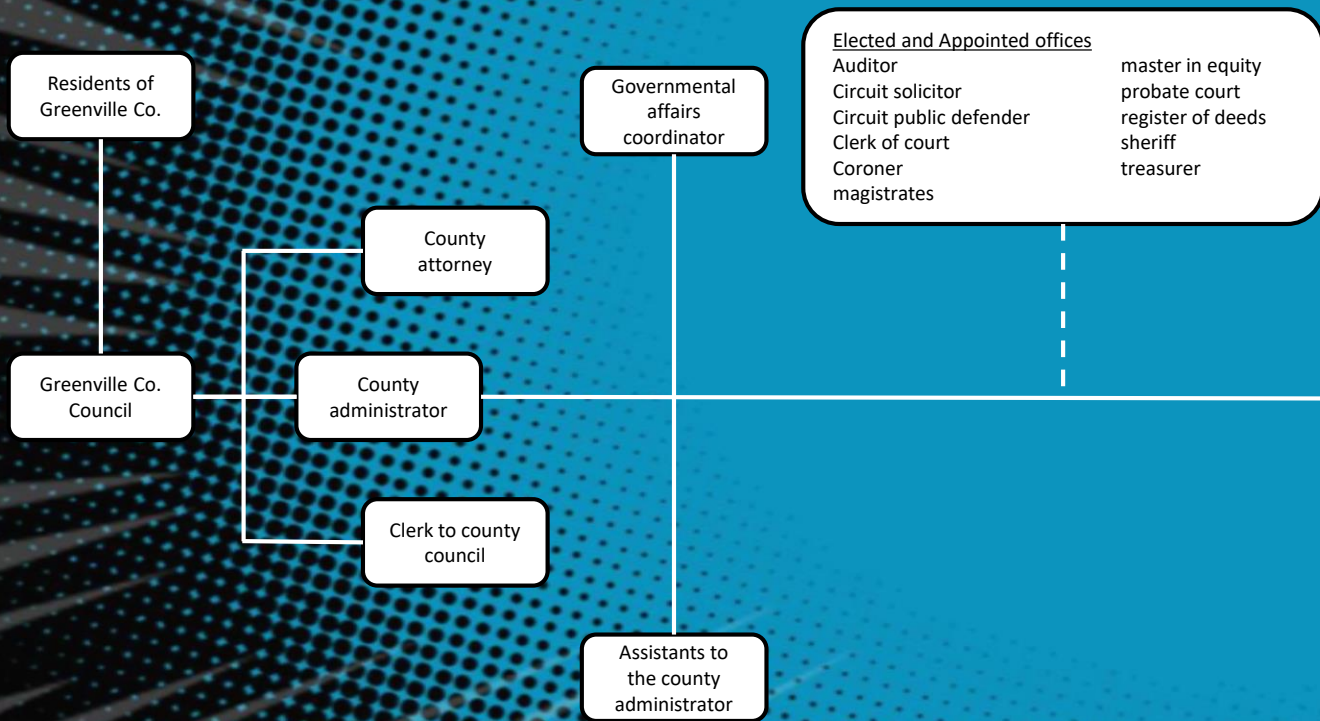 Residents of
Greenville Co.
Governmental
affairs
coordinator
Elected and Appointed offices
Auditor
Circuit solicitor
Circuit public defender
Clerk of court
Coroner
magistrates
master in equity
probate court
register of deeds
sheriff
treasurer
County
attorney
Greenville Co.
Council
County
administrator
Clerk to county
council
Assistants to
the county
administrator